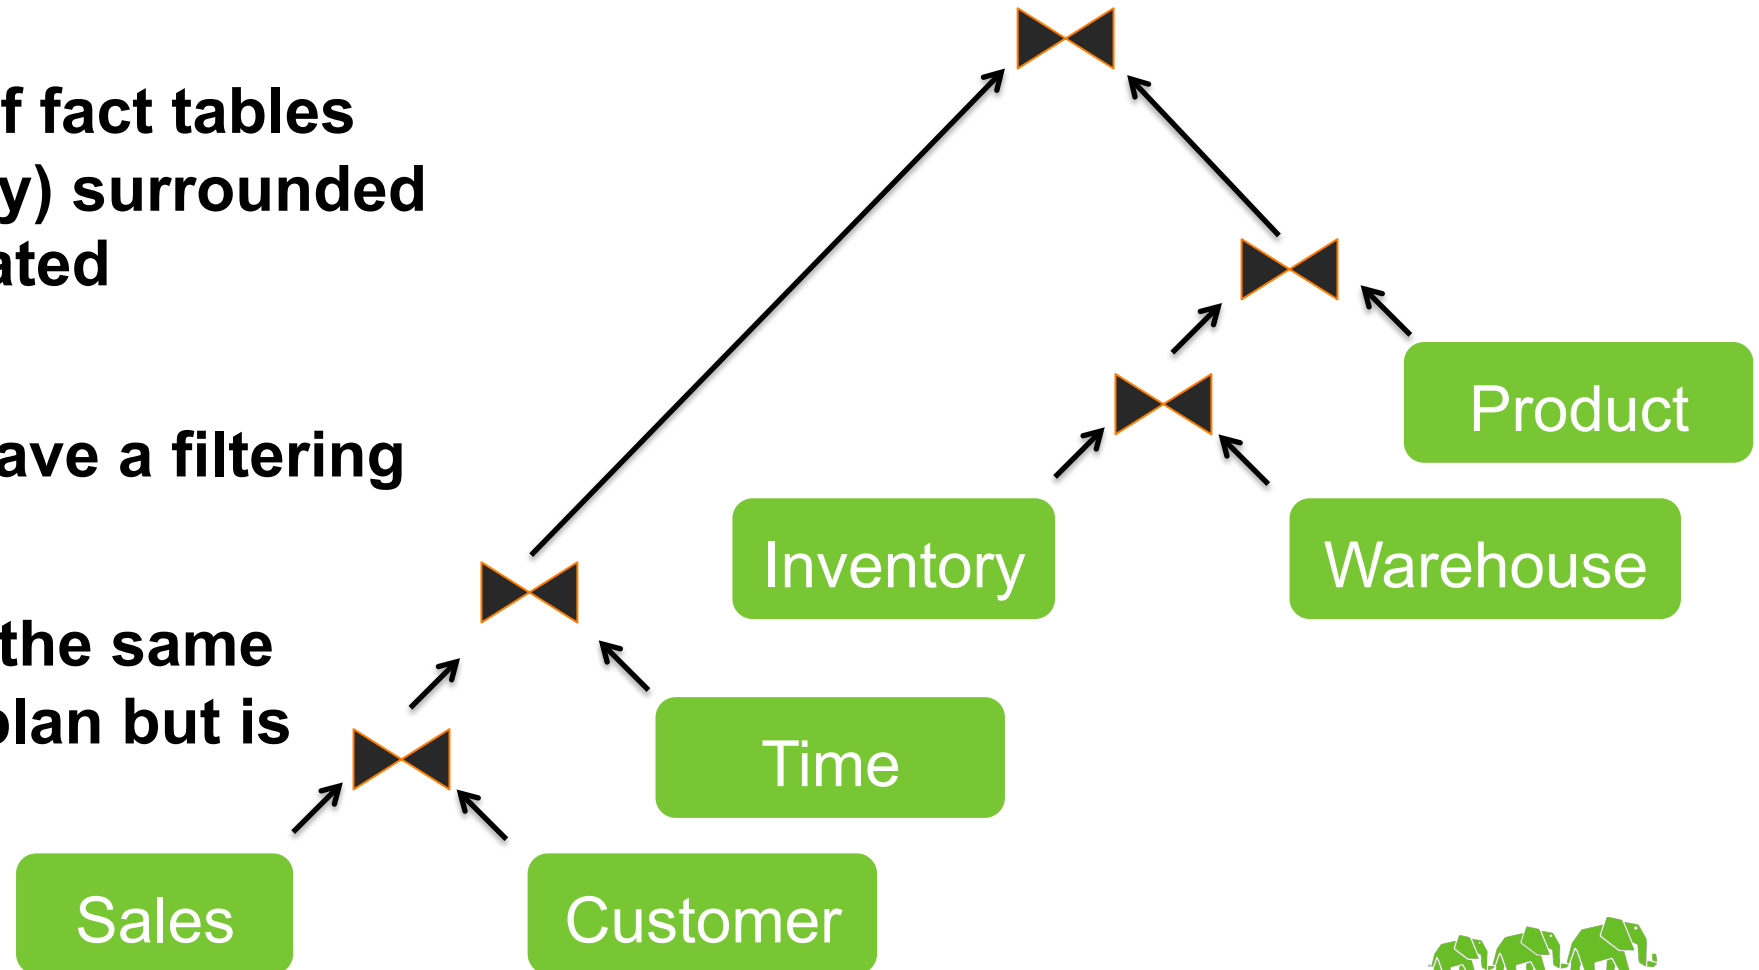 f fact tables
y) surrounded
ated
ave a filtering
the same
plan but is
Product
Inventory
Warehouse
Time
Sales
Customer